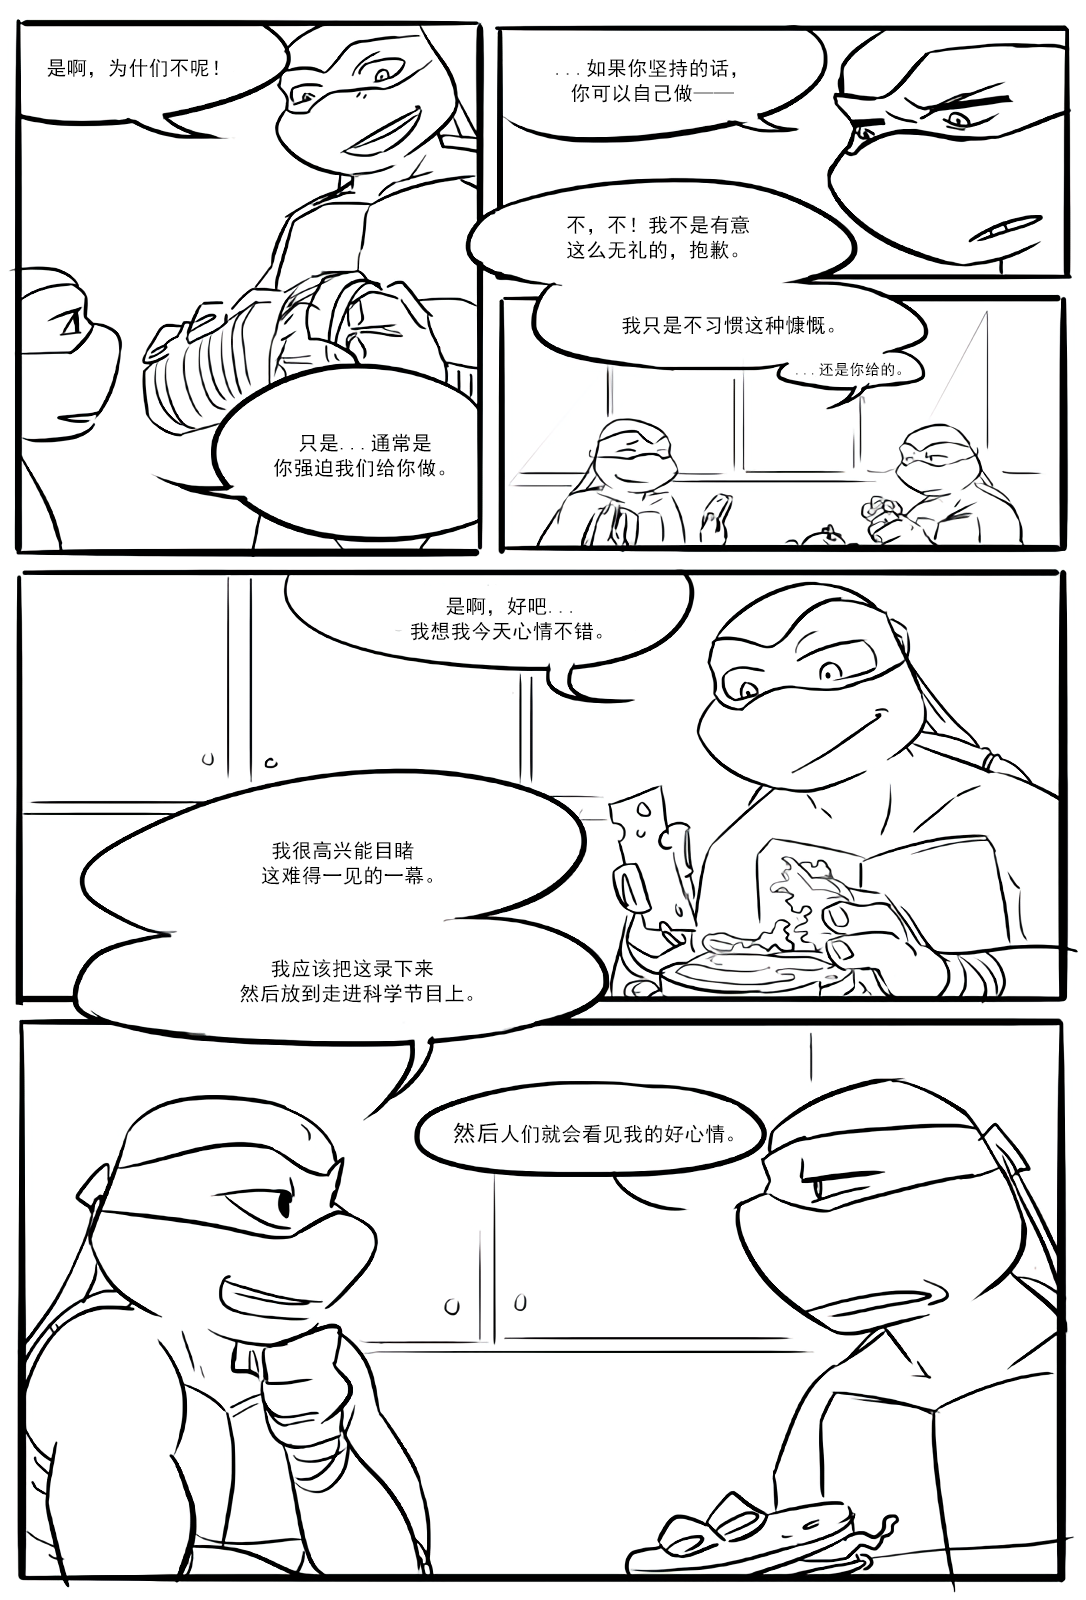 是啊，为什们不呢！
只是...通常是
你强迫我们给你做。
...如果你坚持的话，
你可以自己做——
不，不！我不是有意
这么无礼的，抱歉。
我只是不习惯这种慷慨。
...还是你给的。
是啊，好吧...
我想我今天心情不错。
我很高兴能目睹
这难得一见的一幕。
我应该把这录下来
然后放到走进科学节目上。
然后人们就会看见我的好心情。